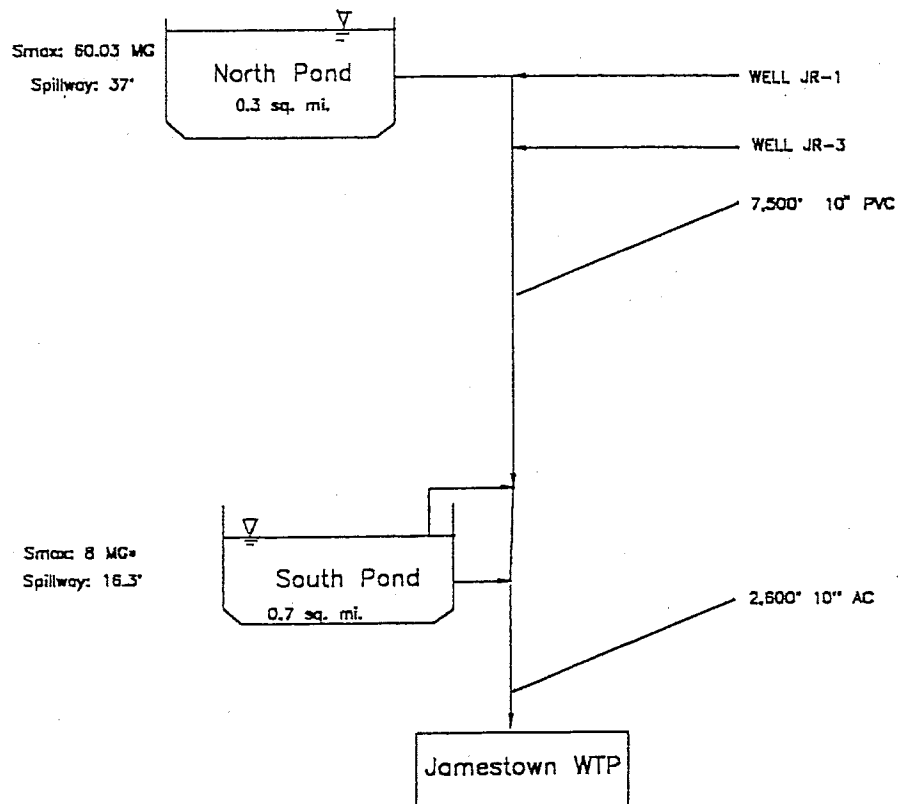 Smax: 60.03 MG
Spillway: 37'
North Pond
0.3 sq. mi.
WELL JR-1
WELL JR-3
7,500' 10" PVC
Smax: 8 MG*
Spillway: 16.3'
South Pond
0.7 sq. mi.
2,600' 10" AC
Jamestown WTP